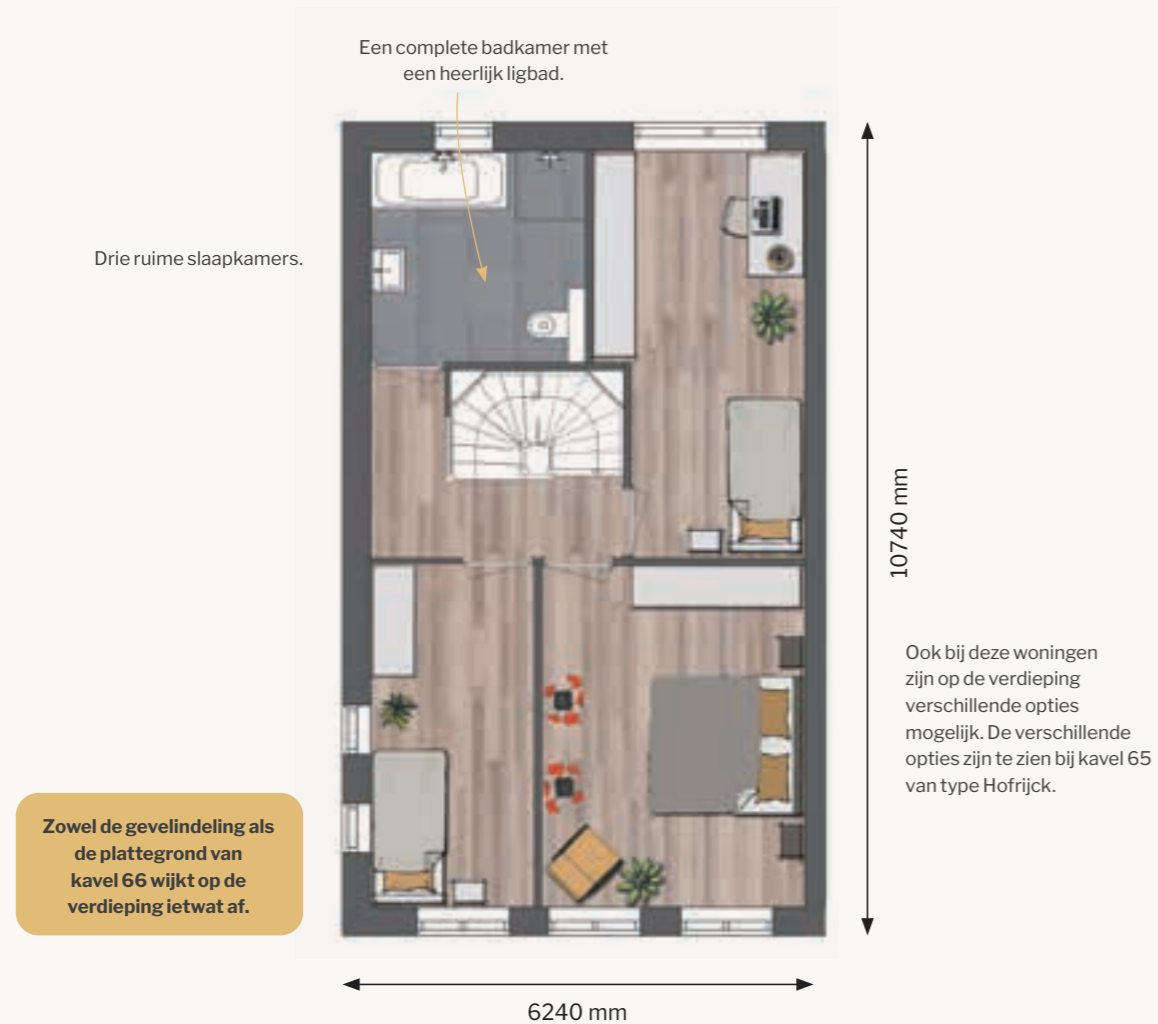 Een complete badkamer met
een heerlijk ligbad.
Drie ruime slaapkamers.
10740 mm
Ook bij deze woningen
zijn op de verdieping
verschillende opties
mogelijk. De verschillende
opties zijn te zien bij kavel 65
van type Hofrijck.
Zowel de gevelindeling als
de plattegrond van
kavel 66 wijkt op de
verdieping ietwat af.
6240 mm